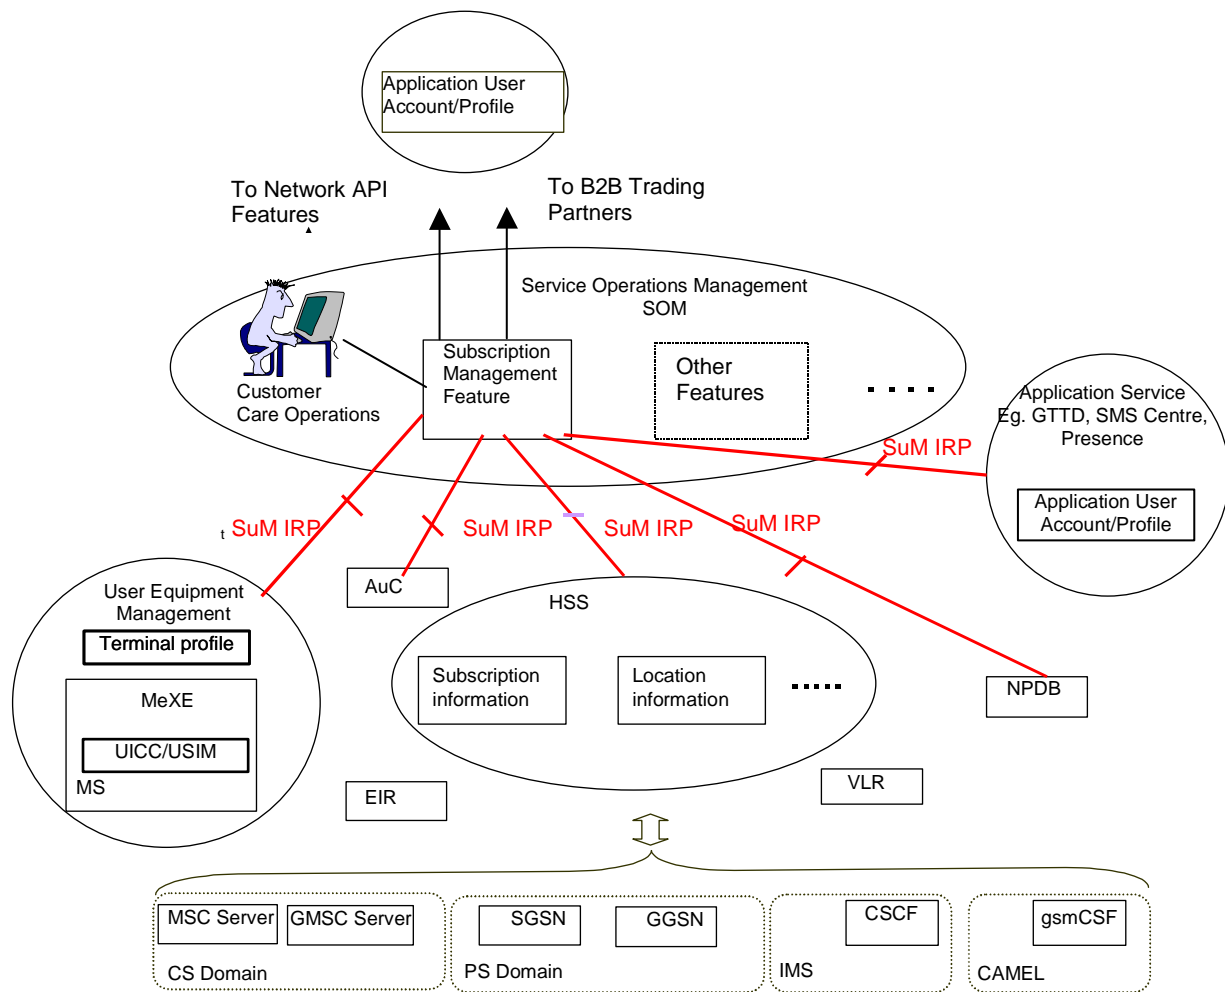 Application User
Account/Profile
To Network API
Features
To B2B Trading
Partners
Service Operations Management
SOM
Subscription
Management
Feature
Other
Features
Customer
Care Operations
Application Service
Eg. GTTD, SMS Centre,
Presence
Application User
Account/Profile
SuM IRP
t
SuM IRP
SuM IRP
SuM IRP
SuM IRP
User Equipment
Management
Terminal profile
MeXE
UICC/USIM
MS
AuC
HSS
Subscription
information
Location
information
NPDB
EIR
VLR
MSC Server
GMSC Server
CS Domain
SGSN
GGSN
PS Domain
CSCF
IMS
gsmCSF
CAMEL